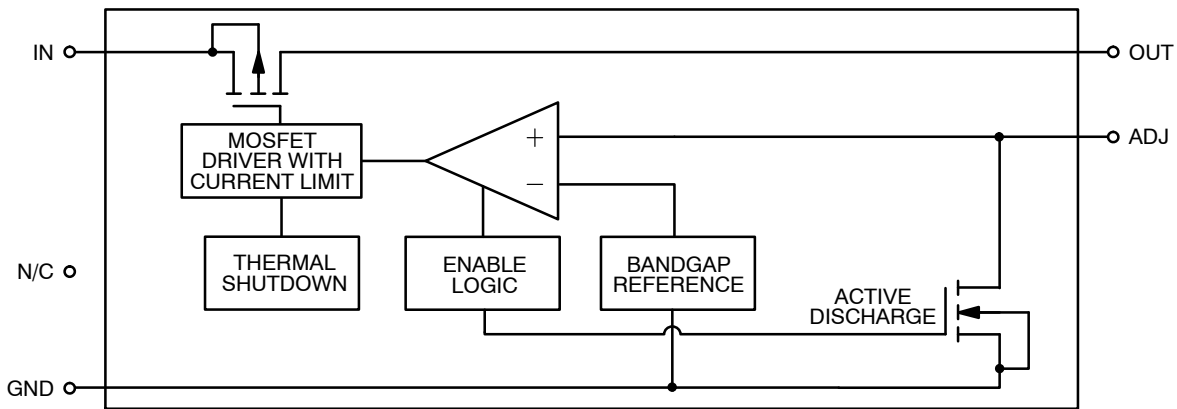 IN
OUT
MOSFET
DRIVER WITH
CURRENT LIMIT
+
−
ADJ
THERMAL
SHUTDOWN
ENABLE
LOGIC
BANDGAP
REFERENCE
N/C
ACTIVE
DISCHARGE
GND